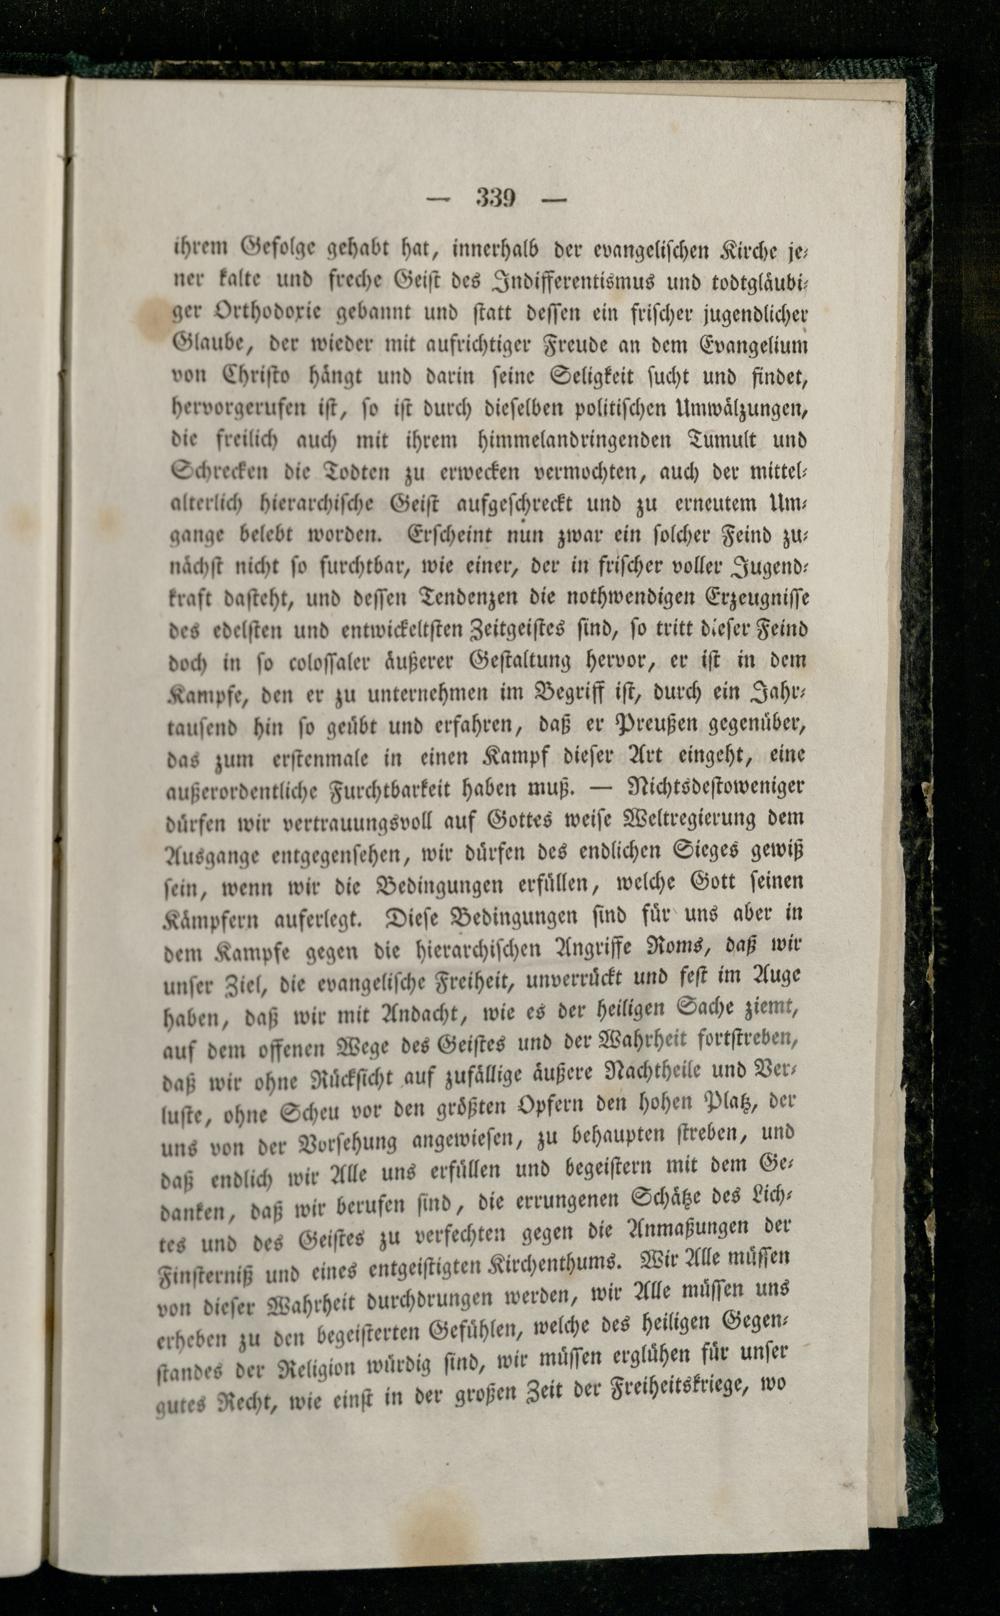 — 339 —
ihrem Gefolge gehabt hat, innerhalb der evangelischen Kirche je-
ner kalte und freche Geist des Indifferentismus und todtgläubi-
ger Orthodoxie gebannt und statt dessen ein frischer jugendlicher
Glaube, der wieder mit aufrichtiger Freude an dem Evangelium
von Christo hängt und darin seine Seligkeit sucht und findet,
hervorgerufen ist, so ist durch dieselben politischen Umwälzungen,
die freilich auch mit ihrem himmelandringenden Tumult und
Schrecken die Todten zu erwecken vermochten, auch der mittel-
alterlich hierarchische Geist aufgeschreckt und zu erneutem Um-
gange belebt worden. Erscheint nun zwar ein solcher Feind zu-
nächst nicht so furchtbar, wie einer, der in frischer voller Jugend-
kraft dasteht, und dessen Tendenzen die nothwendigen Erzeugnisse
des edelsten und entwickeltsten Zeitgeistes sind, so tritt dieser Feind
doch in so colossaler äußerer Gestaltung hervor, er ist in dem
Kampfe, den er zu unternehmen im Begriff ist, durch ein Jahr-
tausend hin so geübt und erfahren, daß er Preußen gegenüber,
das zum erstenmale in einen Kampf dieser Art eingeht, eine
außerordentliche Furchtbarkeit haben muß. — Nichtsdestoweniger
dürfen wir vertrauungsvoll auf Gottes weise Weltregierung dem
Ausgange entgegensehen, wir dürfen des endlichen Sieges gewiß
sein, wenn wir die Bedingungen erfüllen, welche Gott seinen
Kämpfern auferlegt. Diese Bedingungen sind für uns aber in
dem Kampfe gegen die hierarchischen Angriffe Roms, daß wir
unser Ziel, die evangelische Freiheit, unverrückt und fest im Auge
haben, daß wir mit Andacht, wie es der heiligen Sache ziemt,
auf dem offenen Wege des Geistes und der Wahrheit fortstreben,
daß wir ohne Rücksicht auf zufällige äußere Nachtheile und Ver-
luste, ohne Scheu vor den größten Opfern den hohen Platz, der
uns von der Vorsehung angewiesen, zu behaupten streben, und
daß endlich wir Alle uns erfüllen und begeistern mit dem Ge-
danken, daß wir berufen sind, die errungenen Schätze des Lich-
tes und des Geistes zu verfechten gegen die Anmaßungen der
Finsterniß und eines entgeistigten Kirchenthums. Wir Alle müssen
von dieser Wahrheit durchdrungen werden, wir Alle müssen uns
erheben zu den begeisterten Gefühlen, welche des heiligen Gegen-
standes der Religion würdig sind, wir müssen erglühen für unser
gutes Recht, wie einst in der großen Zeit der Freiheitskriege, wo